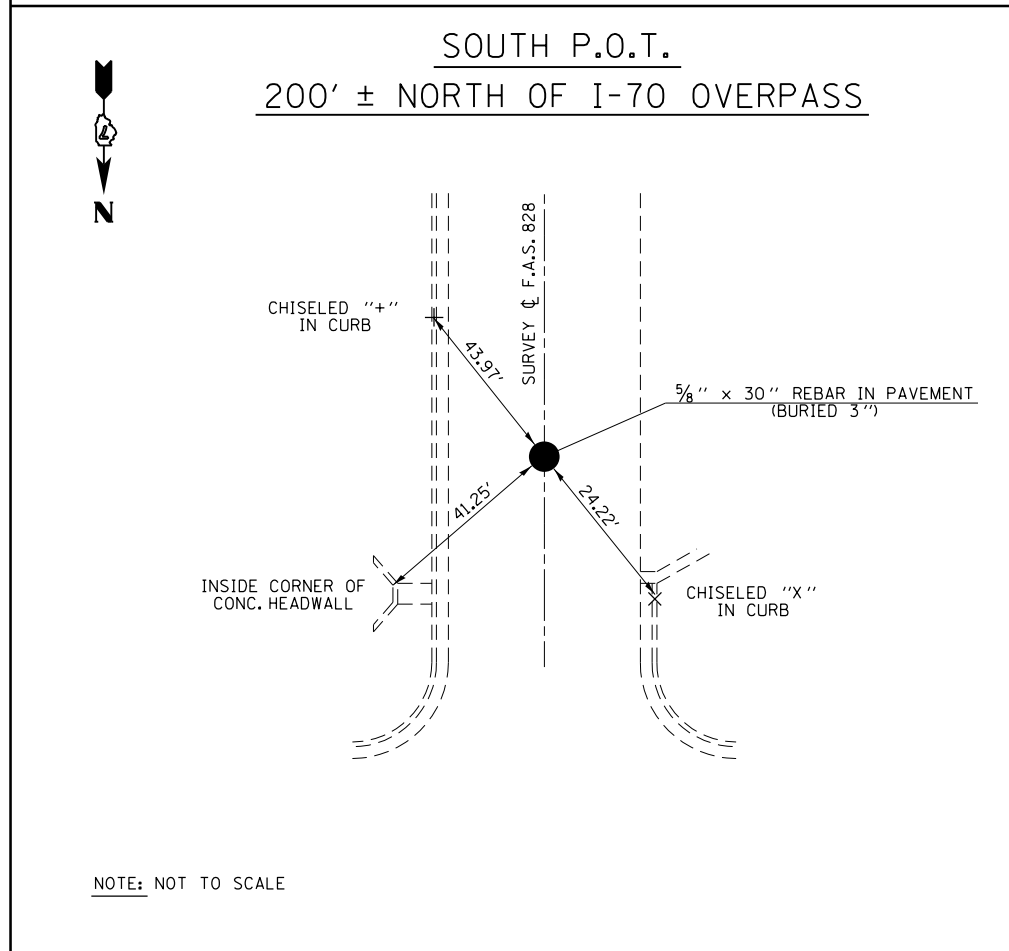 SOUTH P.O.T.
200' ± NORTH OF I-70 OVERPASS
N
SURVEY ℄ F.A.S. 828
CHISELED "+"
IN CURB
43.97'
5/8" x 30" REBAR IN PAVEMENT
(BURIED 3")
41.25'
24.22'
INSIDE CORNER OF
CONC. HEADWALL
CHISELED "X"
IN CURB
NOTE: NOT TO SCALE